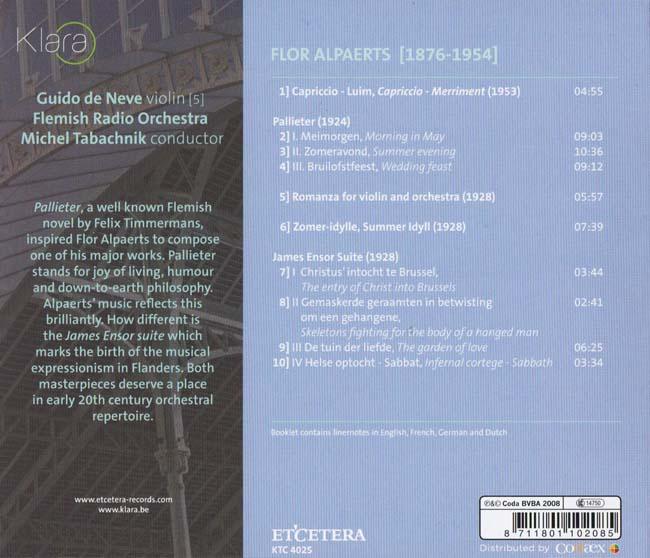 Klara
Guido de Neve violin [5]
Flemish Radio Orchestra
Michel Tabachnik conductor
Pallieter, a well known Flemish
novel by Felix Timmermans,
inspired Flor Alpaerts to compose
one of his major works. Pallieter
stands for joy of living, humour
and down-to-earth philosophy.
Alpaerts' music reflects this
brilliantly. How different is
the James Ensor suite which
marks the birth of the musical
expressionism in Flanders. Both
masterpieces deserve a place
in early 20th century orchestral
repertoire.
www.etcetera-records.com
www.klara.be
FLOR ALPAERTS [1876-1954]
1] Capriccio - Luim, Capriccio - Merriment (1953) 04:55
Pallieter (1924)
2] I. Meimorgen, Morning in May 09:03
3] II. Zomeravond, Summer evening 10:36
4] III. Bruilofstfeest, Wedding feast 09:12
5] Romanza for violin and orchestra (1928) 05:57
6] Zomer-idylle, Summer Idyll (1928) 07:39
James Ensor Suite (1928)
7] I Christus' intocht te Brussel, 03:44
The entry of Christ into Brussels
8] II Gemaskerde geraamten in betwisting 02:41
om een gehangene,
Skeletons fighting for the body of a hanged man
9] III De tuin der liefde, The garden of love 06:25
10] IV Helse optocht - Sabbat, Infernal cortege - Sabbath 03:34
Booklet contains linernotes in English, French, German and Dutch
ET'CETERA
KTC 4025
℗&© Coda BVBA 2008
LC 14750
8 711801 102085
Distributed by Codaex